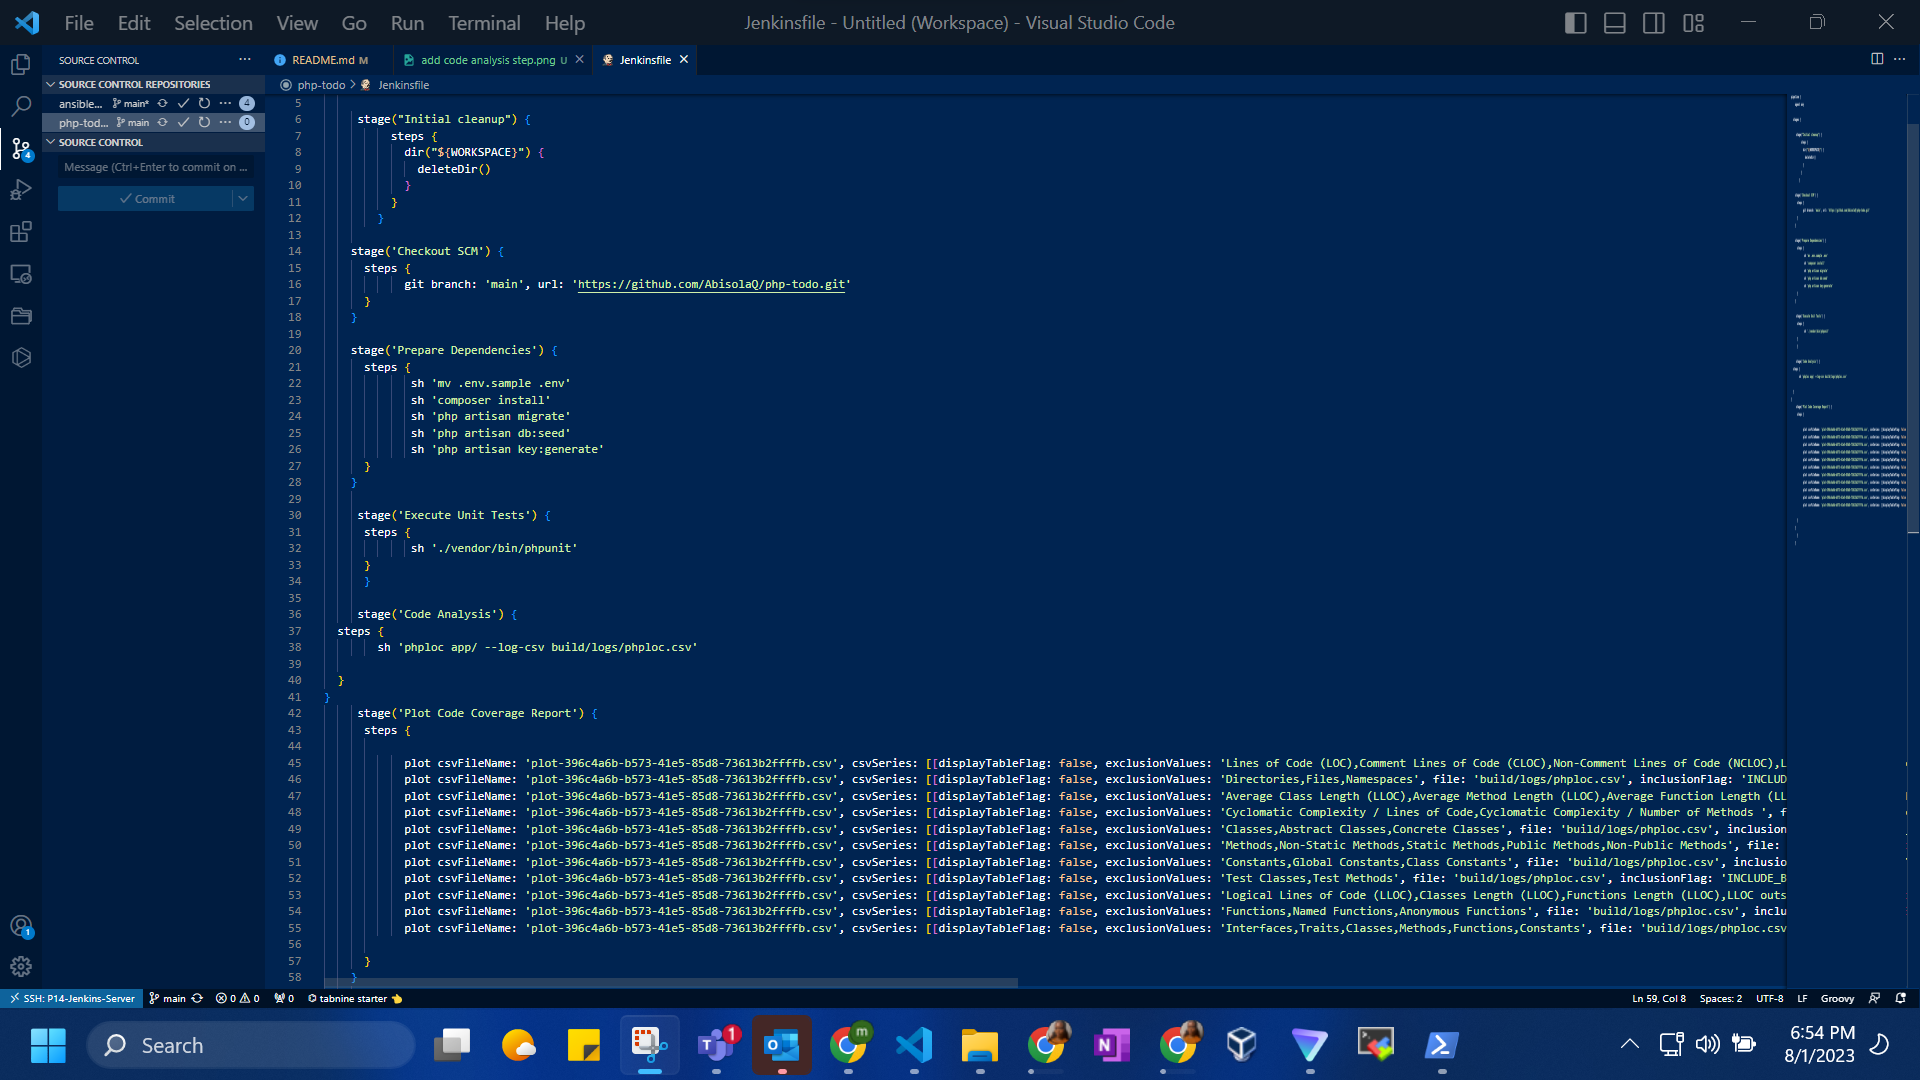 File Edit Selection View Go Run Terminal Help
Jenkinsfile - Untitled (Workspace) - Visual Studio Code
SOURCE CONTROL
README.md M
add code analysis step.png U
Jenkinsfile
SOURCE CONTROL REPOSITORIES
ansible... main* 4
php-tod... main 0
SOURCE CONTROL
Message (Ctrl+Enter to commit on ...
Commit
php-todo > Jenkinsfile
5
6 stage("Initial cleanup") {
7 steps {
8 dir("${WORKSPACE}") {
9 deleteDir()
10 }
11 }
12 }
13
14 stage('Checkout SCM') {
15 steps {
16 git branch: 'main', url: 'https://github.com/AbisolaQ/php-todo.git'
17 }
18 }
19
20 stage('Prepare Dependencies') {
21 steps {
22 sh 'mv .env.sample .env'
23 sh 'composer install'
24 sh 'php artisan migrate'
25 sh 'php artisan db:seed'
26 sh 'php artisan key:generate'
27 }
28 }
29
30 stage('Execute Unit Tests') {
31 steps {
32 sh './vendor/bin/phpunit'
33 }
34 }
35
36 stage('Code Analysis') {
37 steps {
38 sh 'phploc app/ --log-csv build/logs/phploc.csv'
39
40 }
41 }
42 stage('Plot Code Coverage Report') {
43 steps {
44
45 plot csvFileName: 'plot-396c4a6b-b573-41e5-85d8-73613b2ffffb.csv', csvSeries: [[displayTableFlag: false, exclusionValues: 'Lines of Code (LOC),Comment Lines of Code (CLOC),Non-Comment Lines of Code (NCLOC),L
46 plot csvFileName: 'plot-396c4a6b-b573-41e5-85d8-73613b2ffffb.csv', csvSeries: [[displayTableFlag: false, exclusionValues: 'Directories,Files,Namespaces', file: 'build/logs/phploc.csv', inclusionFlag: 'INCLUD
47 plot csvFileName: 'plot-396c4a6b-b573-41e5-85d8-73613b2ffffb.csv', csvSeries: [[displayTableFlag: false, exclusionValues: 'Average Class Length (LLOC),Average Method Length (LLOC),Average Function Length (LL
48 plot csvFileName: 'plot-396c4a6b-b573-41e5-85d8-73613b2ffffb.csv', csvSeries: [[displayTableFlag: false, exclusionValues: 'Cyclomatic Complexity / Lines of Code,Cyclomatic Complexity / Number of Methods ', f
49 plot csvFileName: 'plot-396c4a6b-b573-41e5-85d8-73613b2ffffb.csv', csvSeries: [[displayTableFlag: false, exclusionValues: 'Classes,Abstract Classes,Concrete Classes', file: 'build/logs/phploc.csv', inclusion
50 plot csvFileName: 'plot-396c4a6b-b573-41e5-85d8-73613b2ffffb.csv', csvSeries: [[displayTableFlag: false, exclusionValues: 'Methods,Non-Static Methods,Static Methods,Public Methods,Non-Public Methods', file:
51 plot csvFileName: 'plot-396c4a6b-b573-41e5-85d8-73613b2ffffb.csv', csvSeries: [[displayTableFlag: false, exclusionValues: 'Constants,Global Constants,Class Constants', file: 'build/logs/phploc.csv', inclusio
52 plot csvFileName: 'plot-396c4a6b-b573-41e5-85d8-73613b2ffffb.csv', csvSeries: [[displayTableFlag: false, exclusionValues: 'Test Classes,Test Methods', file: 'build/logs/phploc.csv', inclusionFlag: 'INCLUDE_B
53 plot csvFileName: 'plot-396c4a6b-b573-41e5-85d8-73613b2ffffb.csv', csvSeries: [[displayTableFlag: false, exclusionValues: 'Logical Lines of Code (LLOC),Classes Length (LLOC),Functions Length (LLOC),LLOC outs
54 plot csvFileName: 'plot-396c4a6b-b573-41e5-85d8-73613b2ffffb.csv', csvSeries: [[displayTableFlag: false, exclusionValues: 'Functions,Named Functions,Anonymous Functions', file: 'build/logs/phploc.csv', inclu
55 plot csvFileName: 'plot-396c4a6b-b573-41e5-85d8-73613b2ffffb.csv', csvSeries: [[displayTableFlag: false, exclusionValues: 'Interfaces,Traits,Classes,Methods,Functions,Constants', file: 'build/logs/phploc.csv
56
57 }
58 }
SSH: P14-Jenkins-Server main 0 0 0 tabnine starter Ln 59, Col 8 Spaces: 2 UTF-8 LF Groovy
Search
6:54 PM
8/1/2023